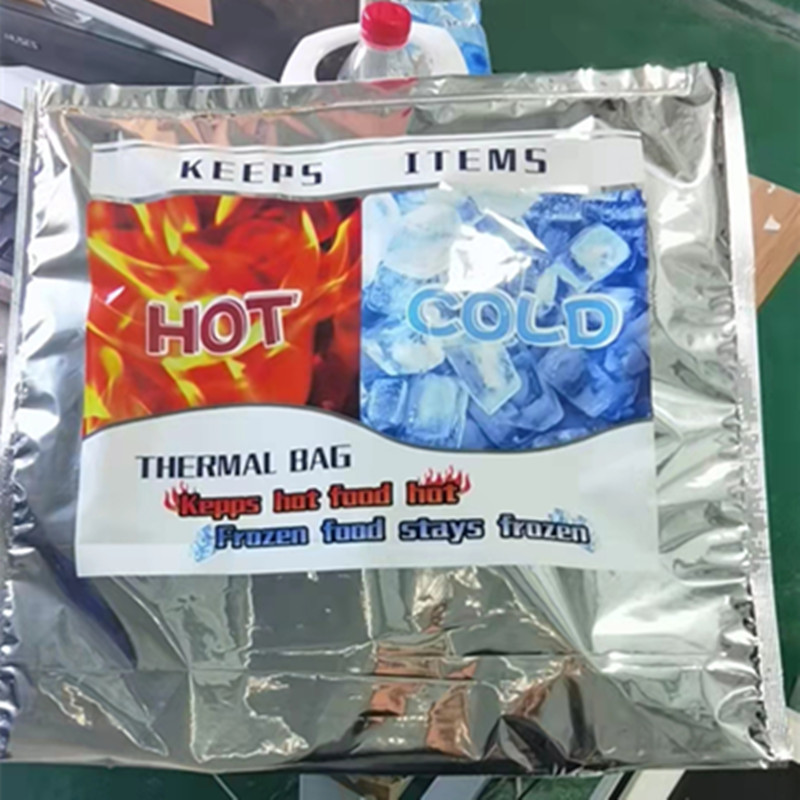 KEEPS ITEMS
HOT COLD
THERMAL BAG
Kepps hot food hot
Frozen food stays frozen